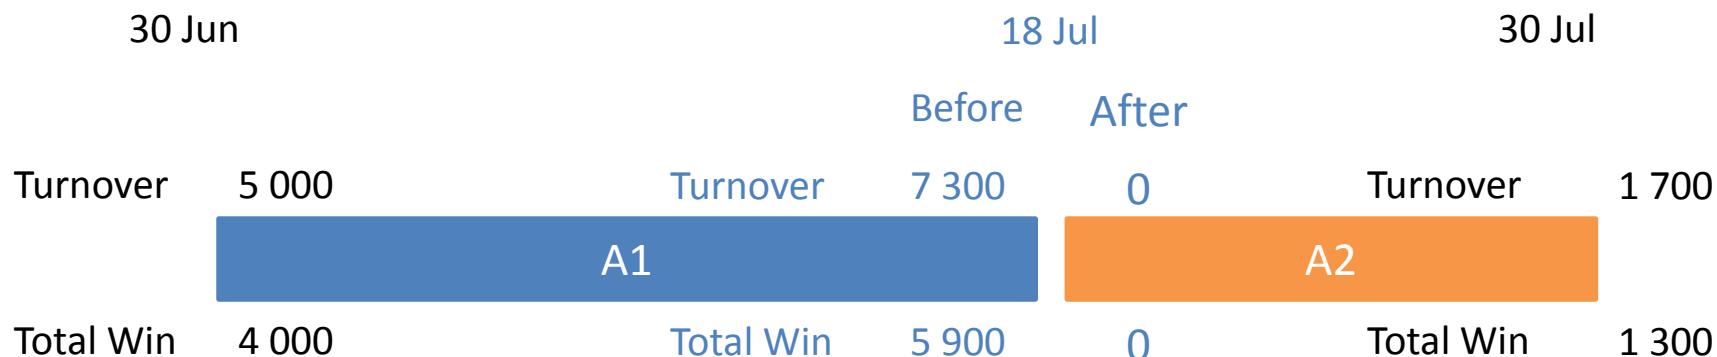 30 Jun 18 Jul 30 Jul
Before After
Turnover 5 000 Turnover 7 300 0 Turnover 1 700
A1 A2
Total Win 4 000 Total Win 5 900 0 Total Win 1 300